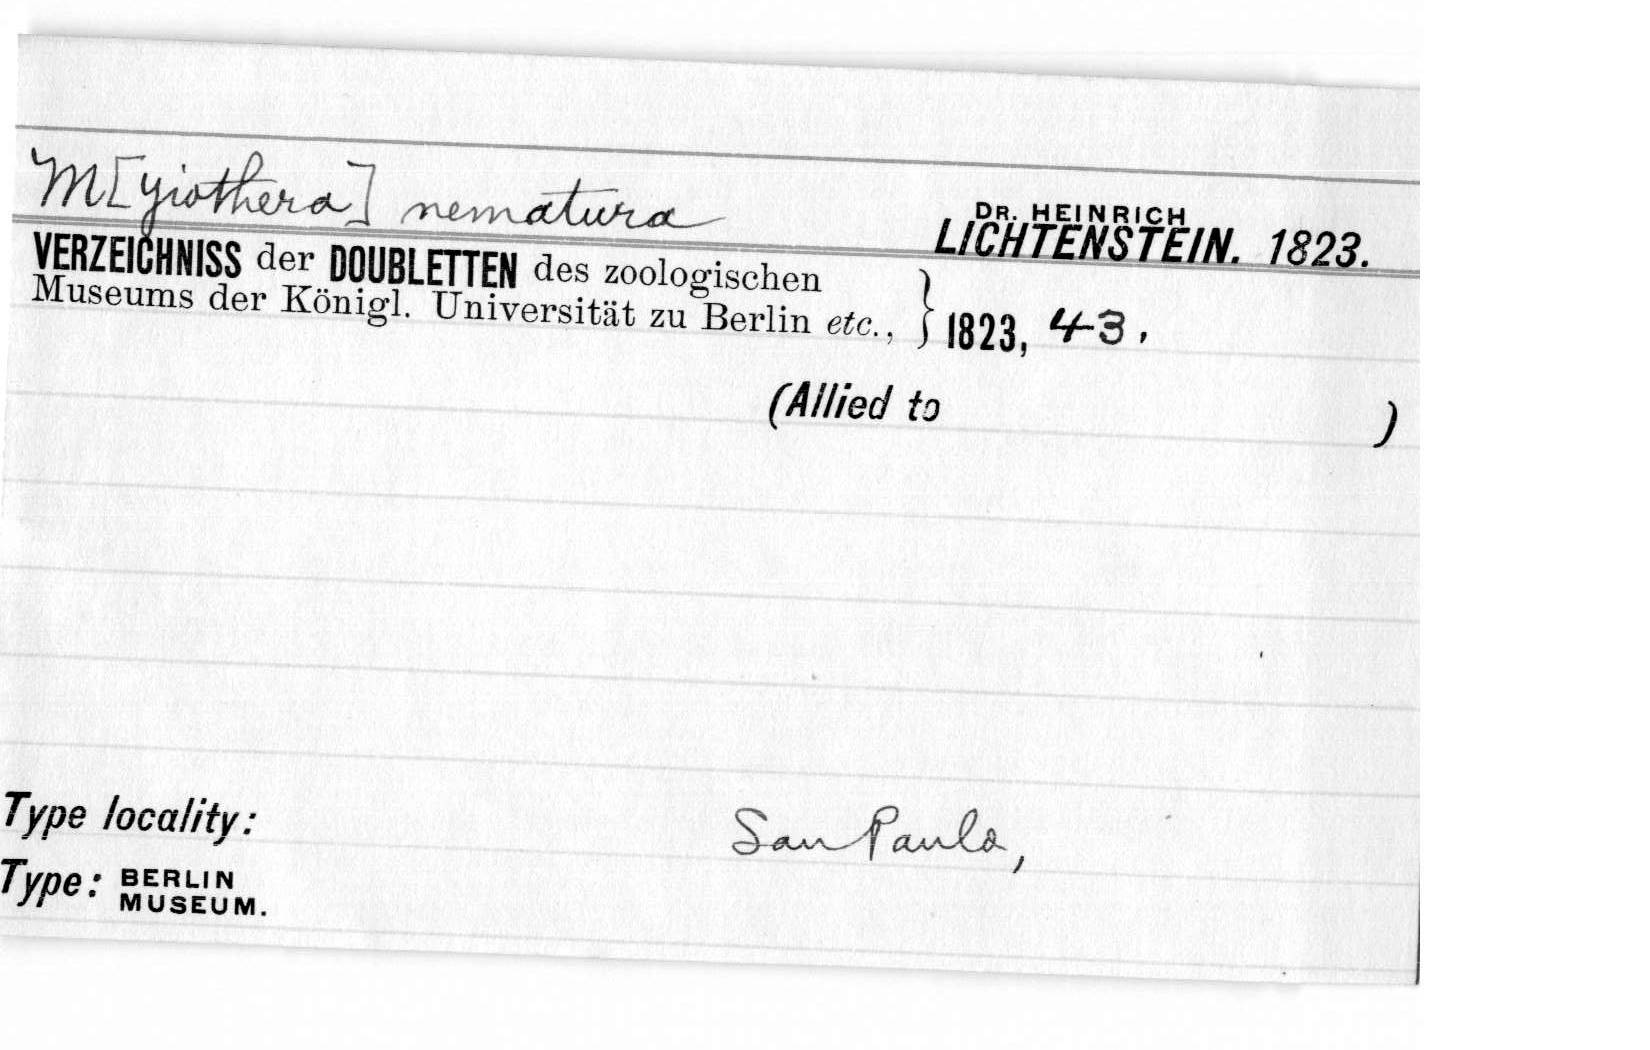 M[yiothera] nematura
DR. HEINRICH
LICHTENSTEIN. 1823.
VERZEICHNISS der DOUBLETTEN des zoologischen
Museums der Königl. Universität zu Berlin etc.,
} 1823, 43.
(Allied to )
Type locality: San Paulo,
Type: BERLIN
MUSEUM.